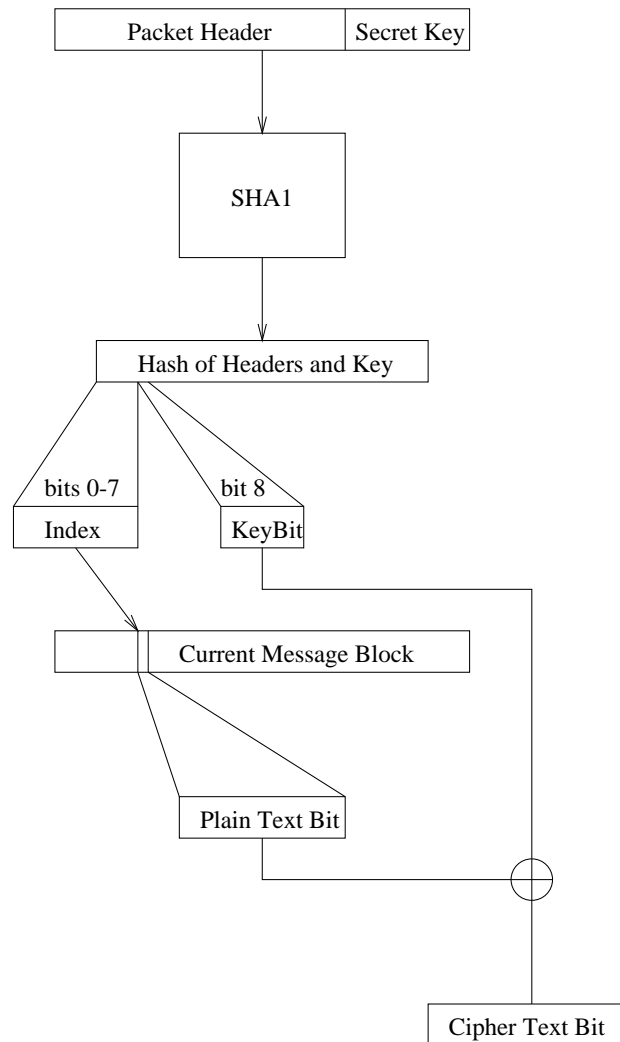 Packet Header
Secret Key
SHA1
Hash of Headers and Key
bits 0-7
bit 8
Index
KeyBit
Current Message Block
Plain Text Bit
Cipher Text Bit